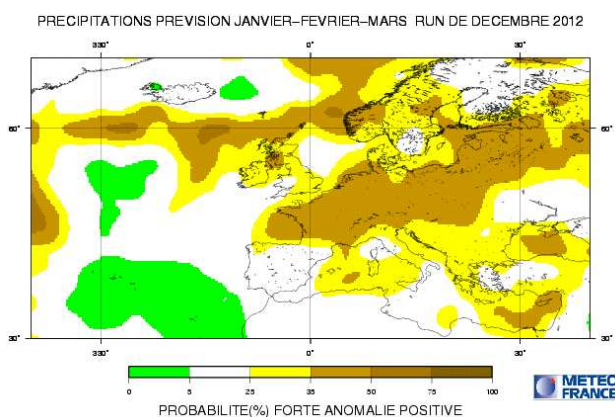 PRECIPITATIONS PREVISION JANVIER-FEVRIER-MARS RUN DE DECEMBRE 2012
330° 0° 30°
60° 60°
30° 30°
330° 0° 30°
0 5 25 35 45 75 100
PROBABILITE(%) FORTE ANOMALIE POSITIVE
METEO
FRANCE